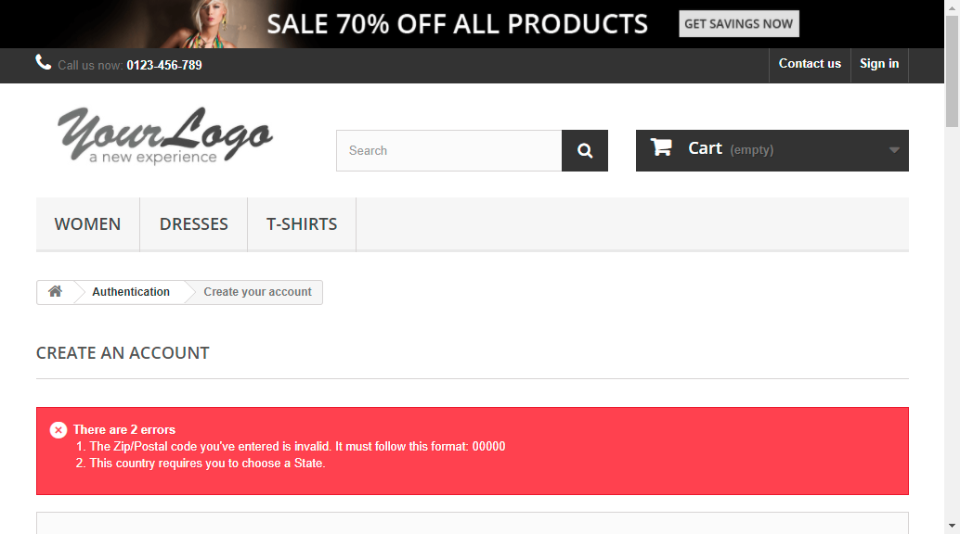 SALE 70% OFF ALL PRODUCTS GET SAVINGS NOW
Call us now: 0123-456-789 Contact us Sign in
YourLogo
a new experience
Search
Cart (empty)
WOMEN DRESSES T-SHIRTS
Authentication Create your account
CREATE AN ACCOUNT
There are 2 errors
1. The Zip/Postal code you've entered is invalid. It must follow this format: 00000
2. This country requires you to choose a State.